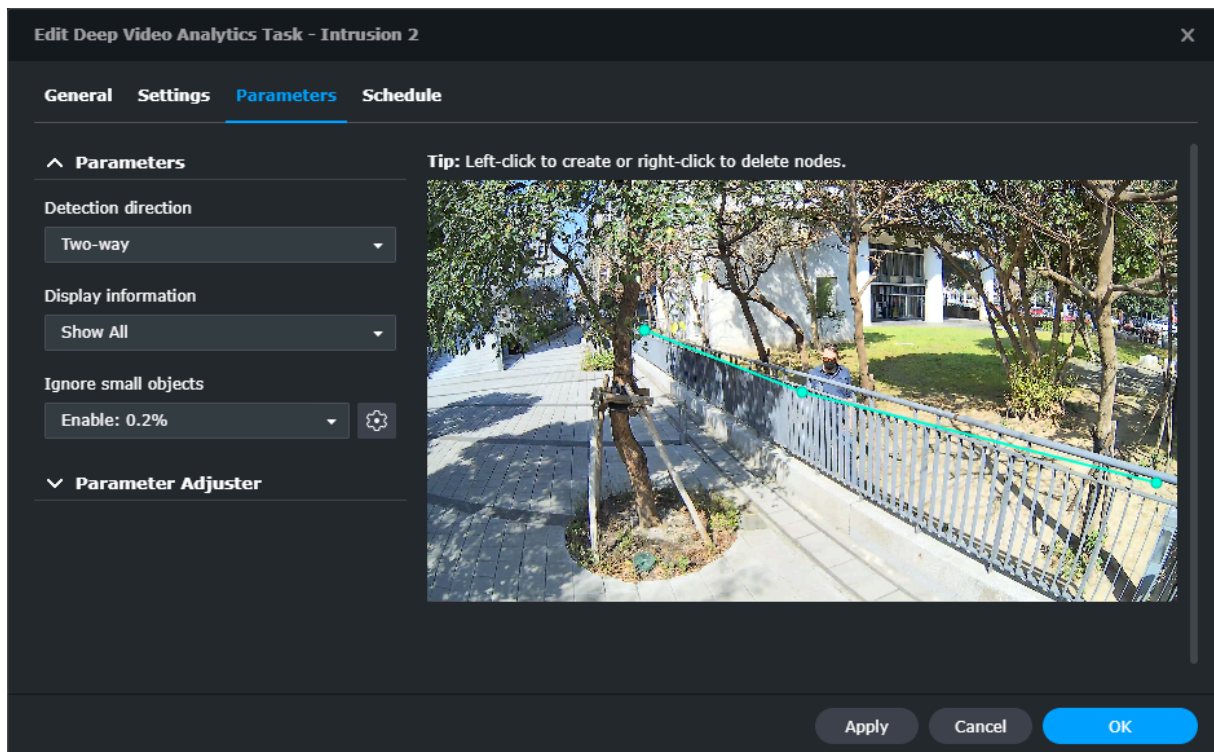 Edit Deep Video Analytics Task - Intrusion 2
General Settings Parameters Schedule
Parameters
Tip: Left-click to create or right-click to delete nodes.
Detection direction
Two-way
Display information
Show All
Ignore small objects
Enable: 0.2%
Parameter Adjuster
Apply Cancel OK